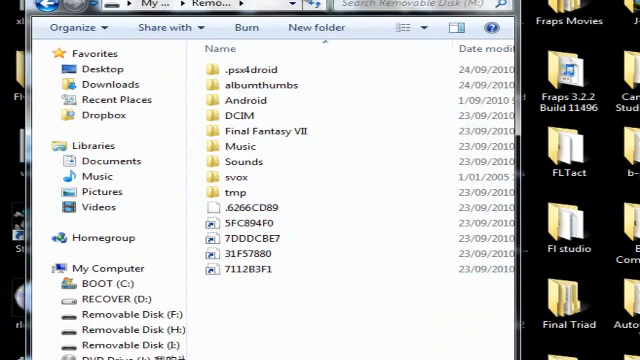 My ... ▸ Remo... ▸
Search Removable Disk (M:)
Organize
Share with
Burn
New folder
Name
Date modif
Favorites
Desktop
Downloads
Recent Places
Dropbox
Libraries
Documents
Music
Pictures
Videos
Homegroup
My Computer
BOOT (C:)
RECOVER (D:)
Removable Disk (F:)
Removable Disk (H:)
Removable Disk (I:)
.psx4droid 24/09/2010
albumthumbs 24/09/2010
Android 1/09/2010
DCIM 23/09/2010
Final Fantasy VII 23/09/2010
Music 23/09/2010
Sounds 23/09/2010
svox 1/01/2005
tmp 23/09/2010
.6266CD89 23/09/2010
5FC894F0 23/09/2010
7DDDCBE7 23/09/2010
31F57880 23/09/2010
7112B3F1 23/09/2010
Fraps Movies
Fraps 3.2.2
Build 11496
FLTact
Fl studio
Final Triad